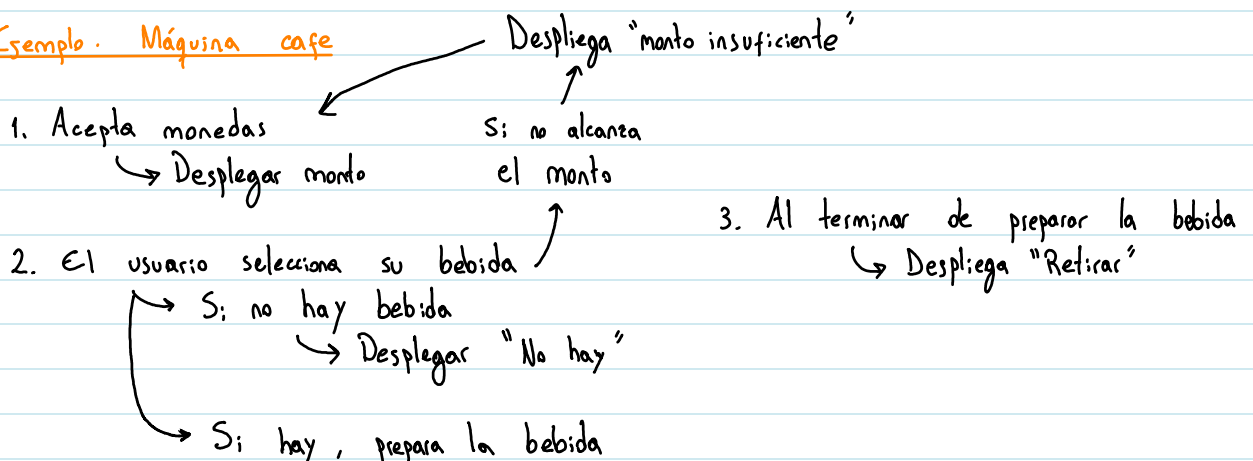 Ejemplo. Máquina cafe
Despliega "monto insuficiente"
1. Acepta monedas
Desplegar monto
Si no alcanza
el monto
2. El usuario selecciona su bebida
Si no hay bebida
Desplegar "No hay"
Si hay, prepara la bebida
3. Al terminar de preparar la bebida
Despliega "Retirar"